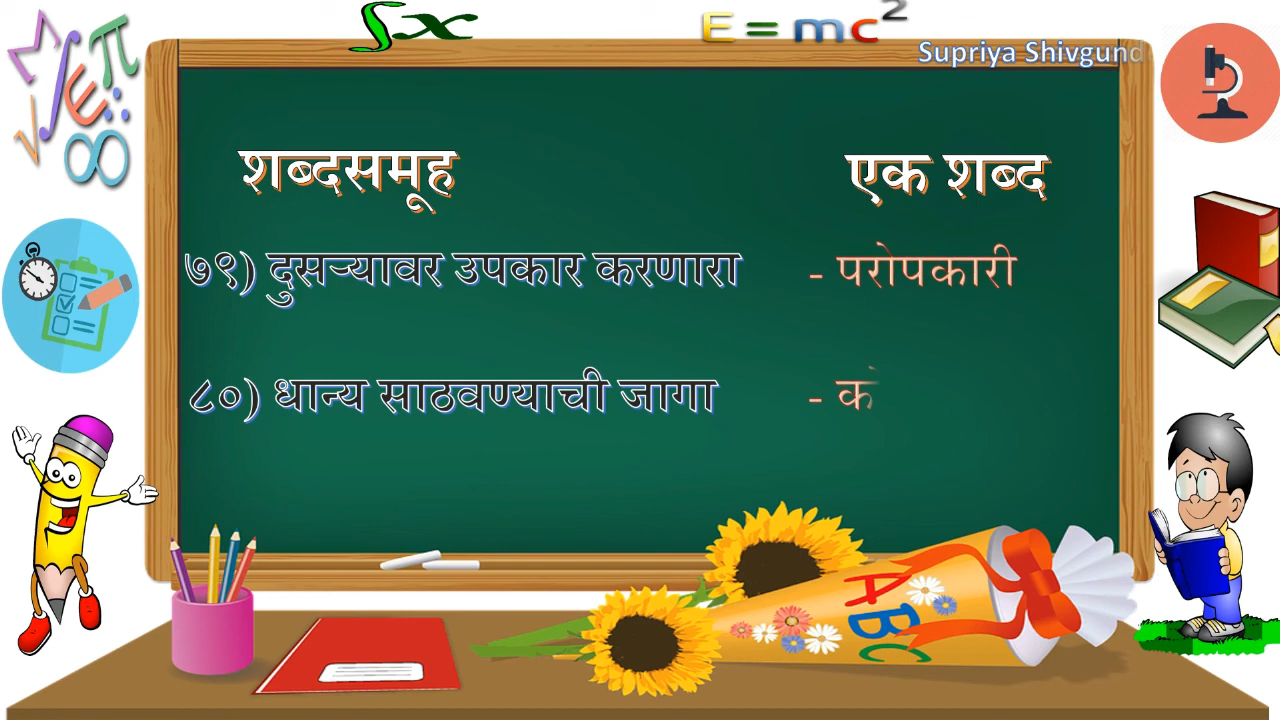 ∫x
E = mc²
Supriya Shivgund
शब्दसमूह एक शब्द
७९) दुसऱ्यावर उपकार करणारा - परोपकारी
८०) धान्य साठवण्याची जागा -
ABC